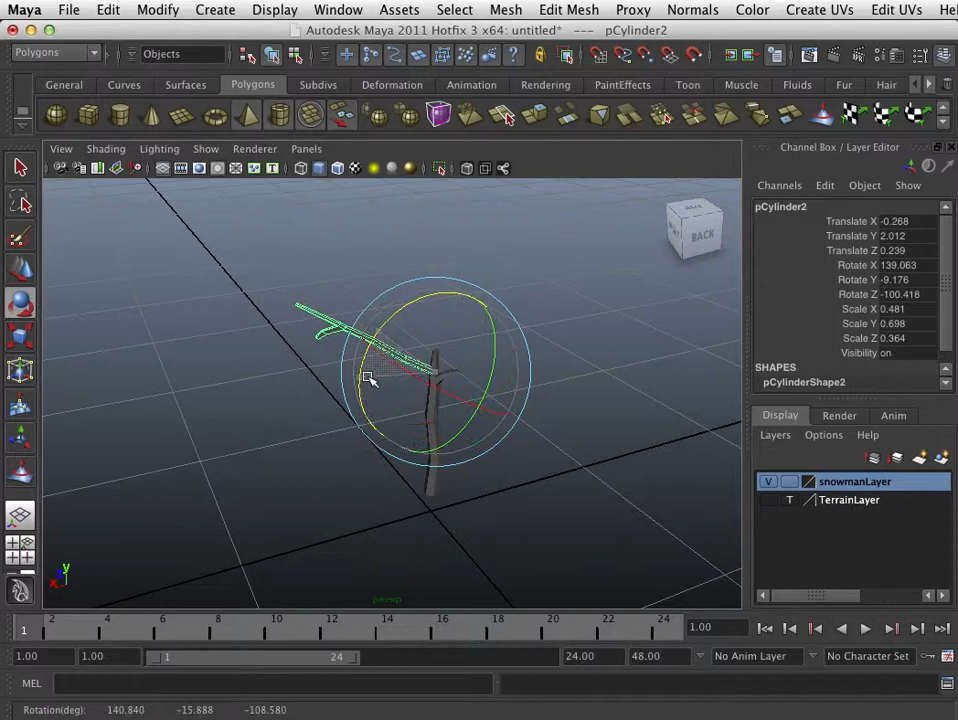 Maya File Edit Modify Create Display Window Assets Select Mesh Edit Mesh Proxy Normals Color Create UVs Edit UVs He
Autodesk Maya 2011 Hotfix 3 x64: untitled* --- pCylinder2
Polygons Objects
General Curves Surfaces Polygons Subdivs Deformation Animation Rendering PaintEffects Toon Muscle Fluids Fur Hair
View Shading Lighting Show Renderer Panels
BACK
y
x
persp
Channel Box / Layer Editor
Channels Edit Object Show
pCylinder2
Translate X -0.268
Translate Y 2.012
Translate Z 0.239
Rotate X 139.063
Rotate Y -9.176
Rotate Z -100.418
Scale X 0.481
Scale Y 0.698
Scale Z 0.364
Visibility on
SHAPES
pCylinderShape2
Display Render Anim
Layers Options Help
V snowmanLayer
T TerrainLayer
1 2 4 6 8 10 12 14 16 18 20 22 24 1.00
1.00 1.00 1 24 24.00 48.00 No Anim Layer No Character Set
MEL
Rotation(deg): 140.840 -15.888 -108.580